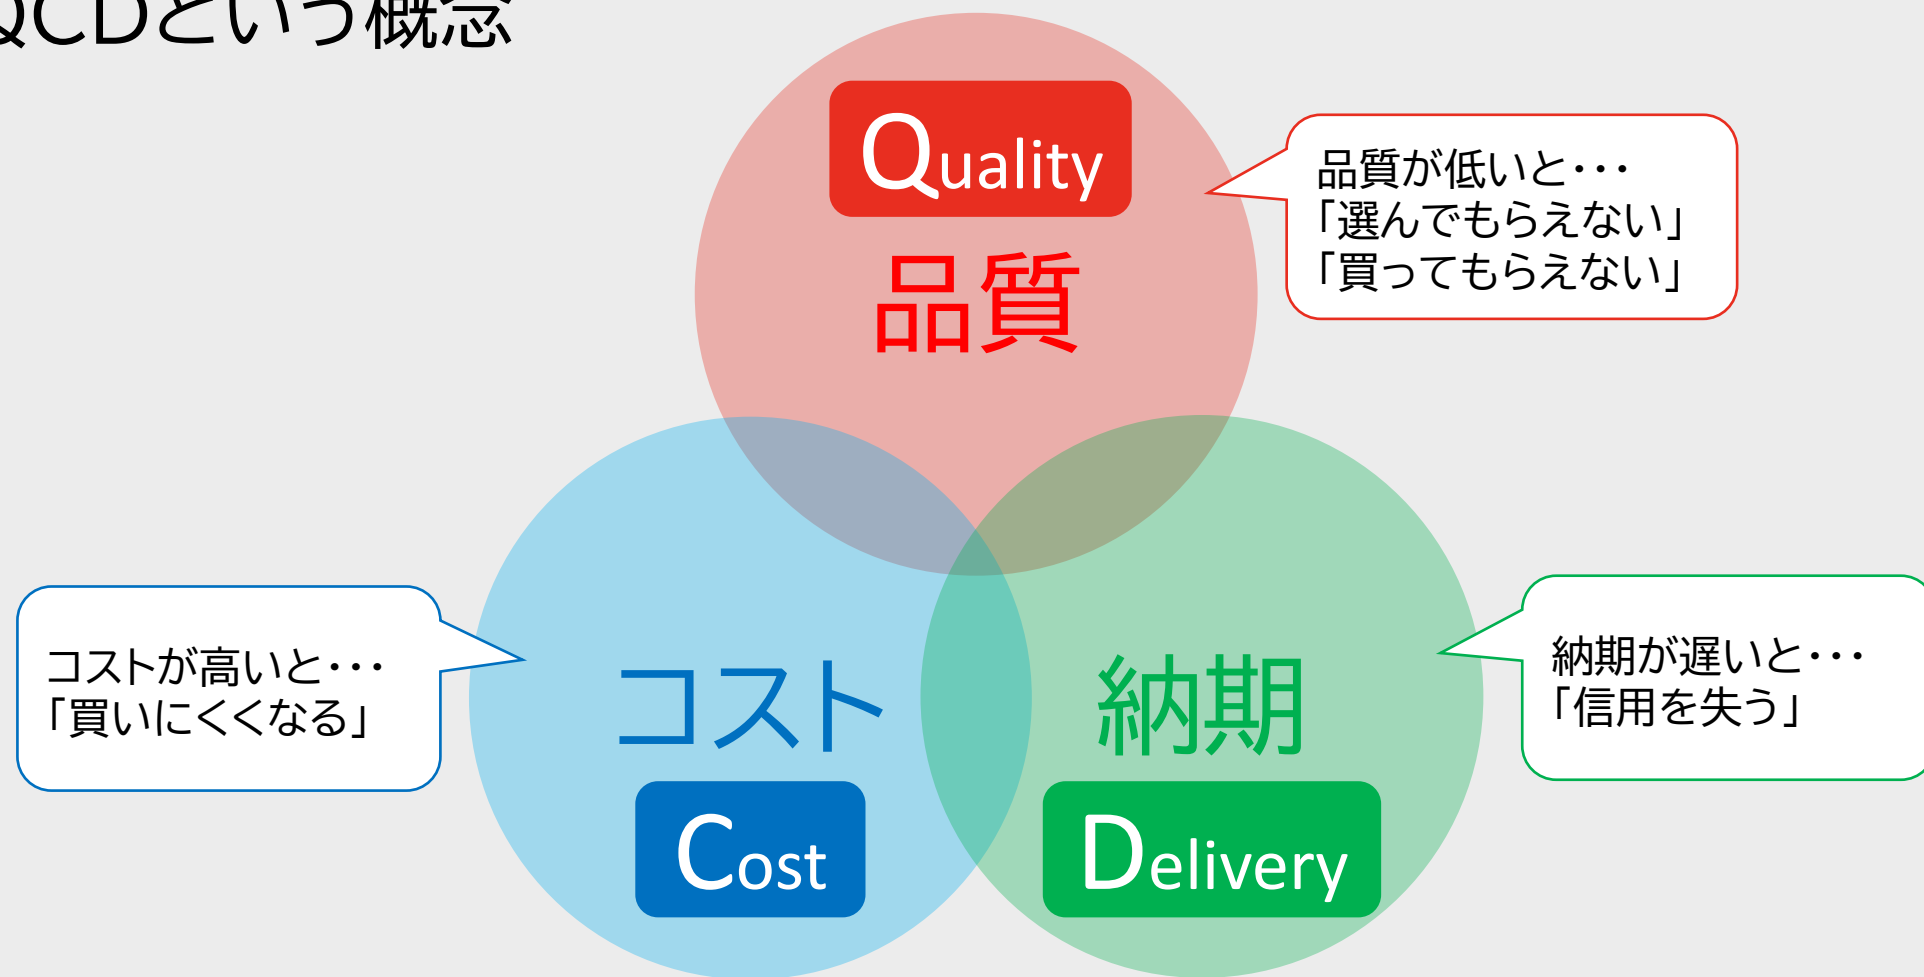 QCDという概念
Quality
品質
品質が低いと･･･
「選んでもらえない」
「買ってもらえない」
コストが高いと･･･
「買いにくくなる」
コスト
Cost
納期
Delivery
納期が遅いと･･･
「信用を失う」